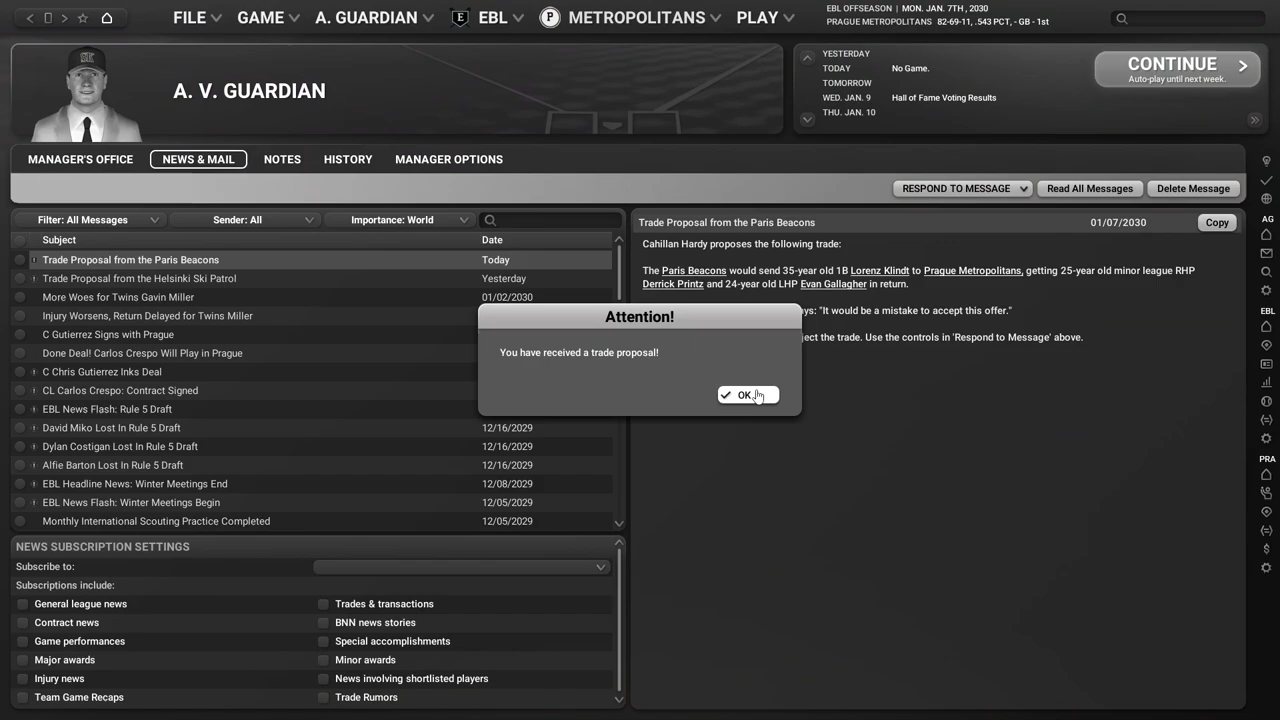 FILE GAME A. GUARDIAN EBL METROPOLITANS PLAY
EBL OFFSEASON | MON. JAN. 7TH , 2030
PRAGUE METROPOLITANS 82-69-11, .543 PCT, - GB - 1st
A. V. GUARDIAN
YESTERDAY
TODAY No Game.
TOMORROW
WED. JAN. 9 Hall of Fame Voting Results
THU. JAN. 10
CONTINUE
Auto-play until next week.
MANAGER'S OFFICE NEWS & MAIL NOTES HISTORY MANAGER OPTIONS
RESPOND TO MESSAGE Read All Messages Delete Message
Filter: All Messages Sender: All Importance: World
Subject Date
Trade Proposal from the Paris Beacons Today
Trade Proposal from the Helsinki Ski Patrol Yesterday
More Woes for Twins Gavin Miller 01/02/2030
Injury Worsens, Return Delayed for Twins Miller
C Gutierrez Signs with Prague
Done Deal! Carlos Crespo Will Play in Prague
C Chris Gutierrez Inks Deal
CL Carlos Crespo: Contract Signed
EBL News Flash: Rule 5 Draft
David Miko Lost In Rule 5 Draft 12/16/2029
Dylan Costigan Lost In Rule 5 Draft 12/16/2029
Alfie Barton Lost In Rule 5 Draft 12/16/2029
EBL Headline News: Winter Meetings End 12/08/2029
EBL News Flash: Winter Meetings Begin 12/05/2029
Monthly International Scouting Practice Completed 12/05/2029
Trade Proposal from the Paris Beacons 01/07/2030 Copy
Cahillan Hardy proposes the following trade:
The Paris Beacons would send 35-year old 1B Lorenz Klindt to Prague Metropolitans, getting 25-year old minor league RHP
Derrick Printz and 24-year old LHP Evan Gallagher in return.
ays: "It would be a mistake to accept this offer."
ject the trade. Use the controls in 'Respond to Message' above.
Attention!
You have received a trade proposal!
OK
NEWS SUBSCRIPTION SETTINGS
Subscribe to:
Subscriptions include:
General league news Trades & transactions
Contract news BNN news stories
Game performances Special accomplishments
Major awards Minor awards
Injury news News involving shortlisted players
Team Game Recaps Trade Rumors
AG
EBL
PRA